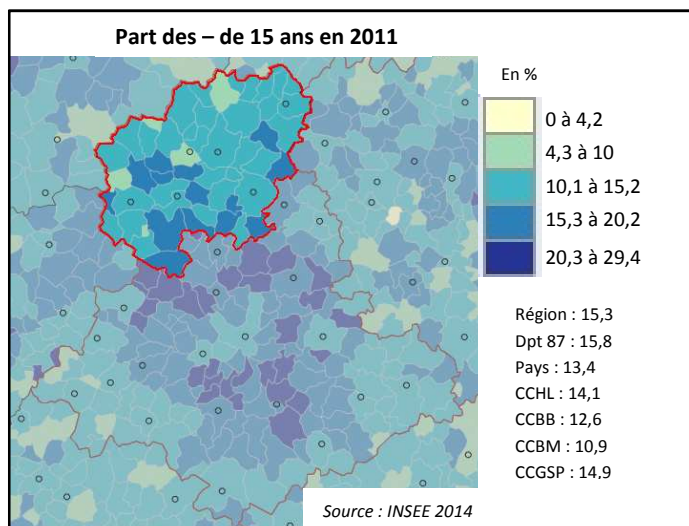 Part des – de 15 ans en 2011
En %
0 à 4,2
4,3 à 10
10,1 à 15,2
15,3 à 20,2
20,3 à 29,4
Région : 15,3
Dpt 87 : 15,8
Pays : 13,4
CCHL : 14,1
CCBB : 12,6
CCBM : 10,9
CCGSP : 14,9
Source : INSEE 2014